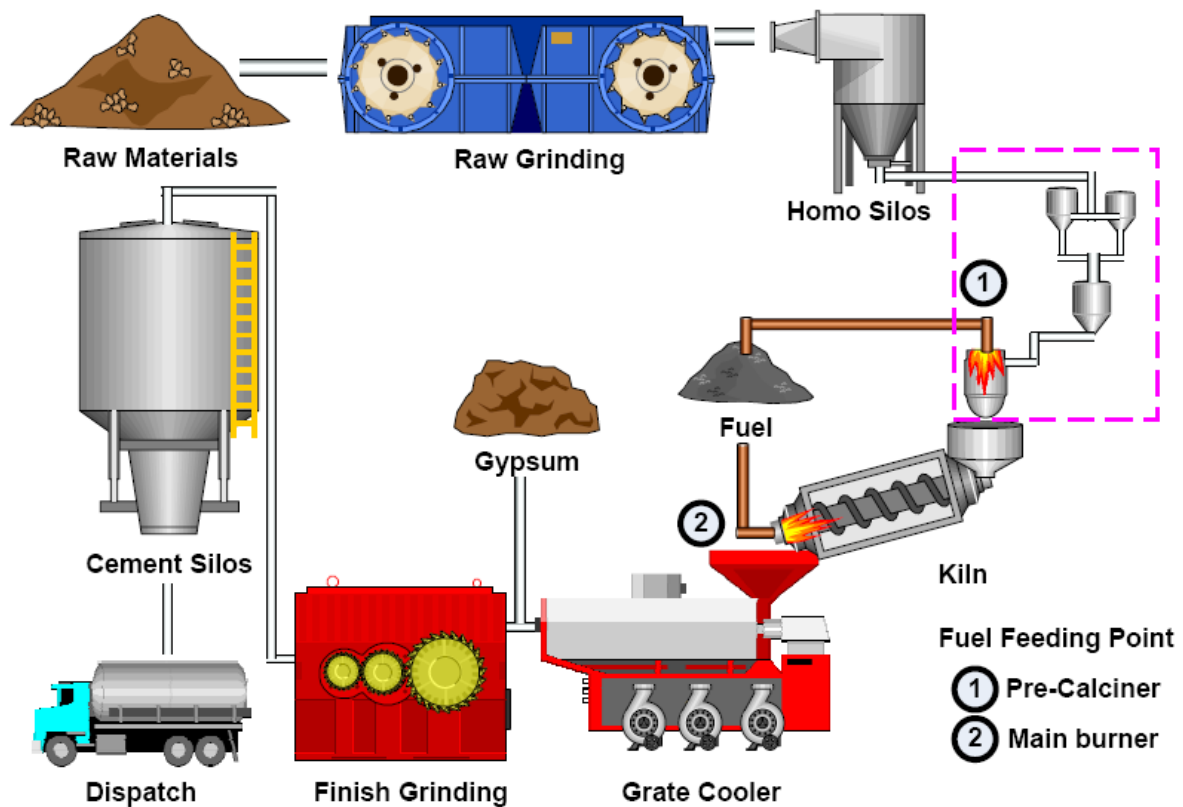 Raw Materials
Raw Grinding
Homo Silos
1
Fuel
Gypsum
2
Cement Silos
Kiln
Fuel Feeding Point
1 Pre-Calciner
2 Main burner
Dispatch
Finish Grinding
Grate Cooler